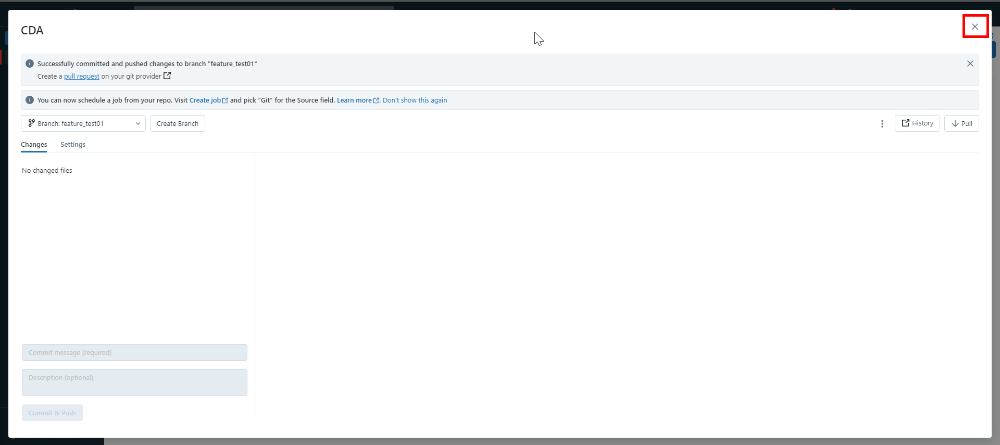 CDA
Successfully committed and pushed changes to branch "feature_test01"
Create a pull request on your git provider
You can now schedule a job from your repo. Visit Create job and pick “Git” for the Source field. Learn more. Don't show this again
Branch: feature_test01
Create Branch
History
Pull
Changes
Settings
No changed files
Commit message (required)
Description (optional)
Commit & Push